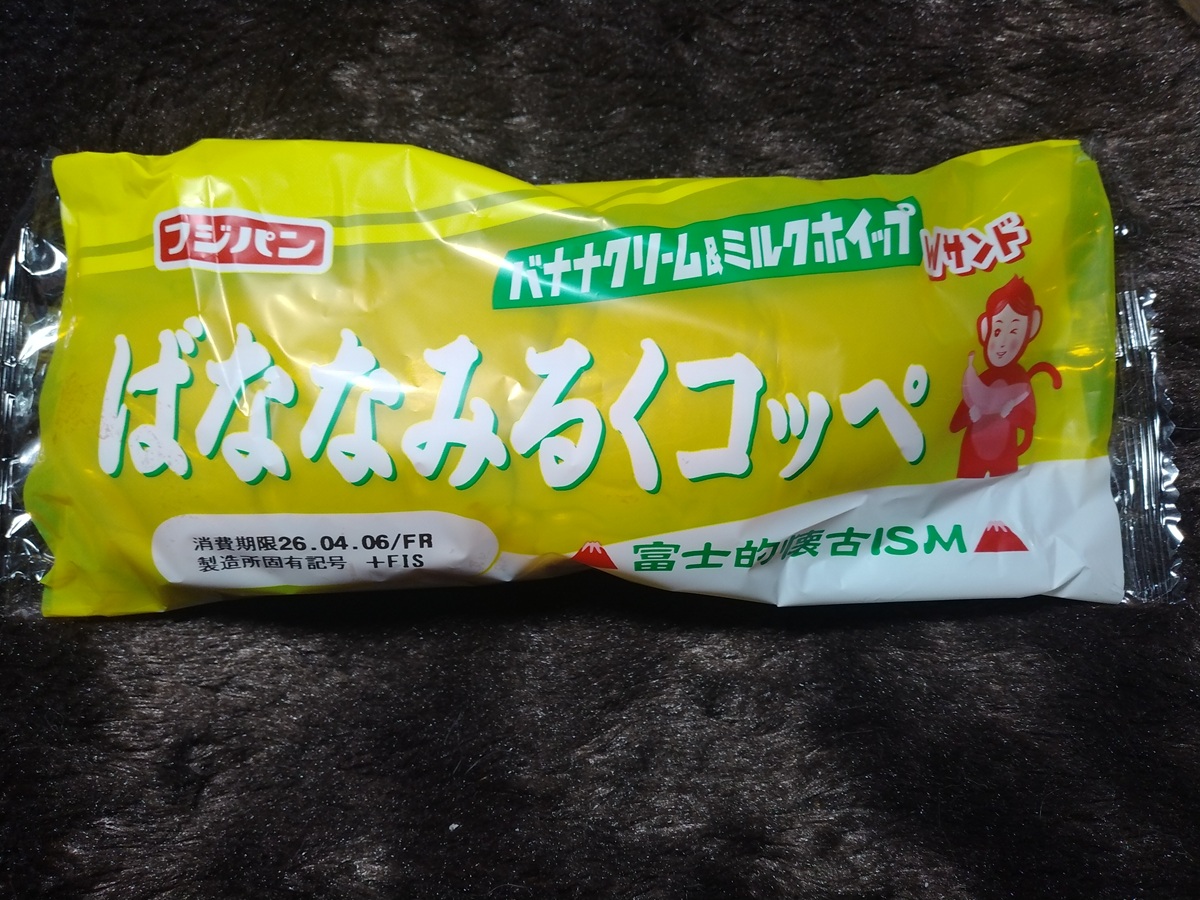 フジパン
バナナクリーム&ミルクホイップ
Wサンド
ばななみるくコッペ
消費期限26.04.06/FR
製造所固有記号 +FIS
富士的懐古ISM